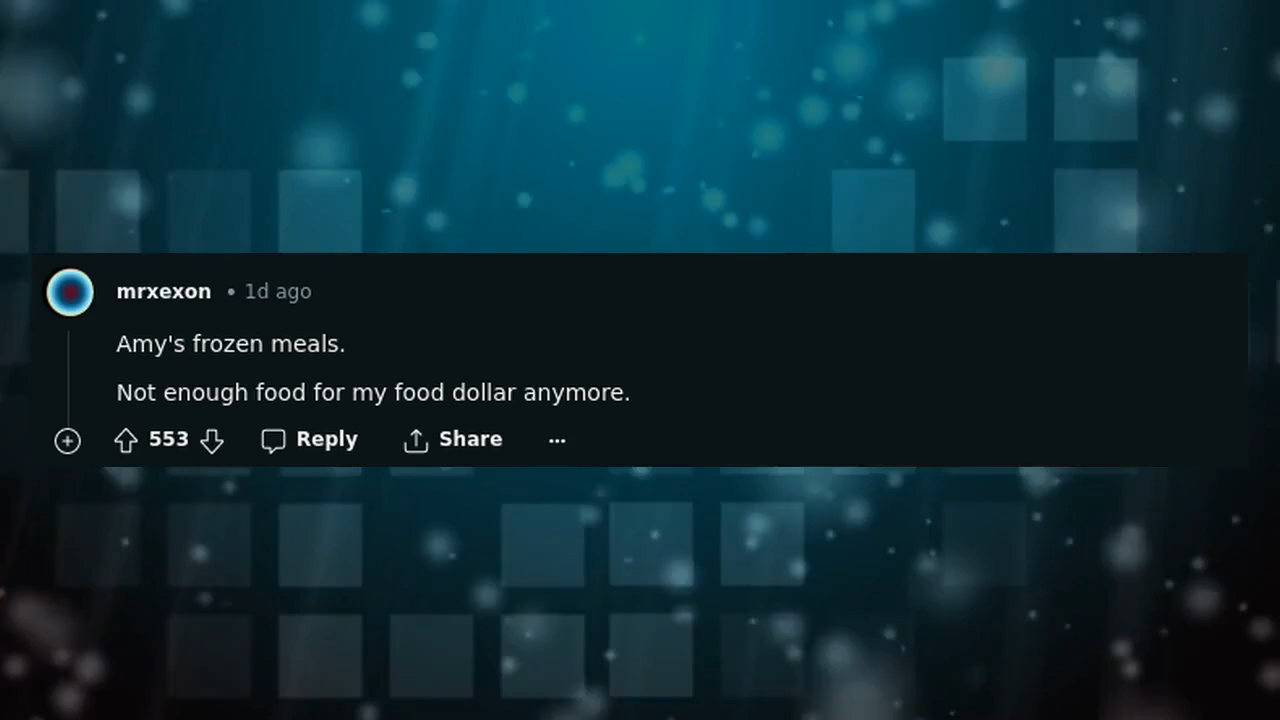 mrxexon • 1d ago
Amy's frozen meals.
Not enough food for my food dollar anymore.
553 Reply Share ...